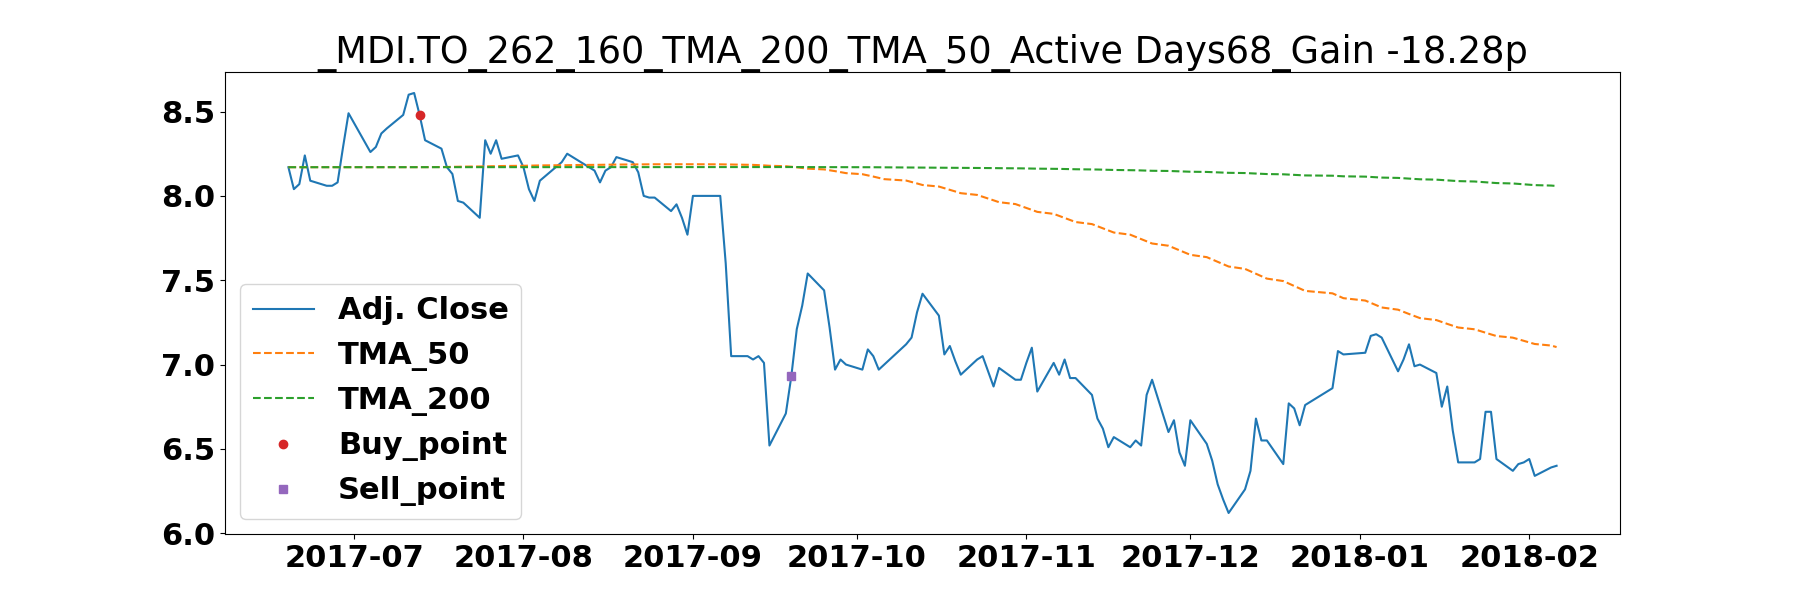 _MDI.TO_262_160_TMA_200_TMA_50_Active Days68_Gain -18.28p
8.5
8.0
7.5
7.0
6.5
6.0
Adj. Close
TMA_50
TMA_200
Buy_point
Sell_point
2017-07 2017-08 2017-09 2017-10 2017-11 2017-12 2018-01 2018-02